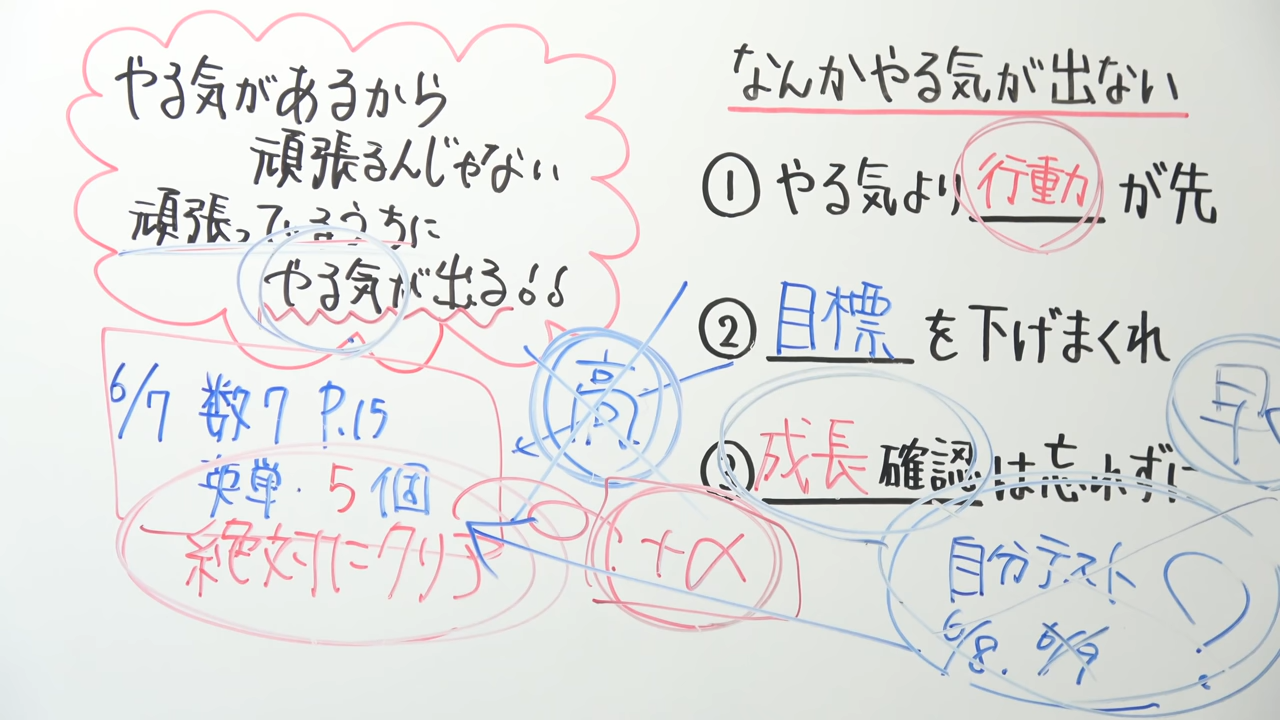 やる気があるから
頑張るんじゃない
頑張っているうちに
やる気が出る!!
6/7 数ワ P.15
英単. 5個
絶対にクリア
高
+α
なんかやる気が出ない
① やる気より行動が先
② 目標を下げまくれ
③ 成長確認は忘れずに
早
自分テスト
6/8. 6/9